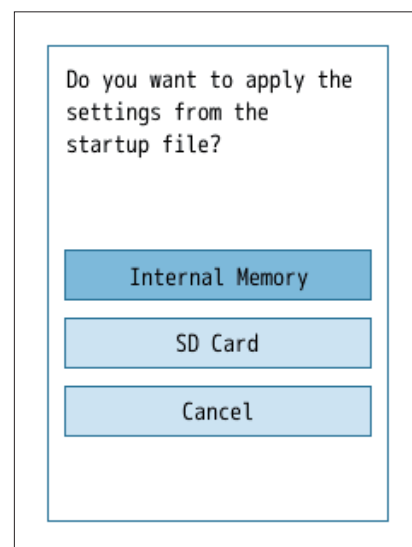 Do you want to apply the
settings from the
startup file?
Internal Memory
SD Card
Cancel